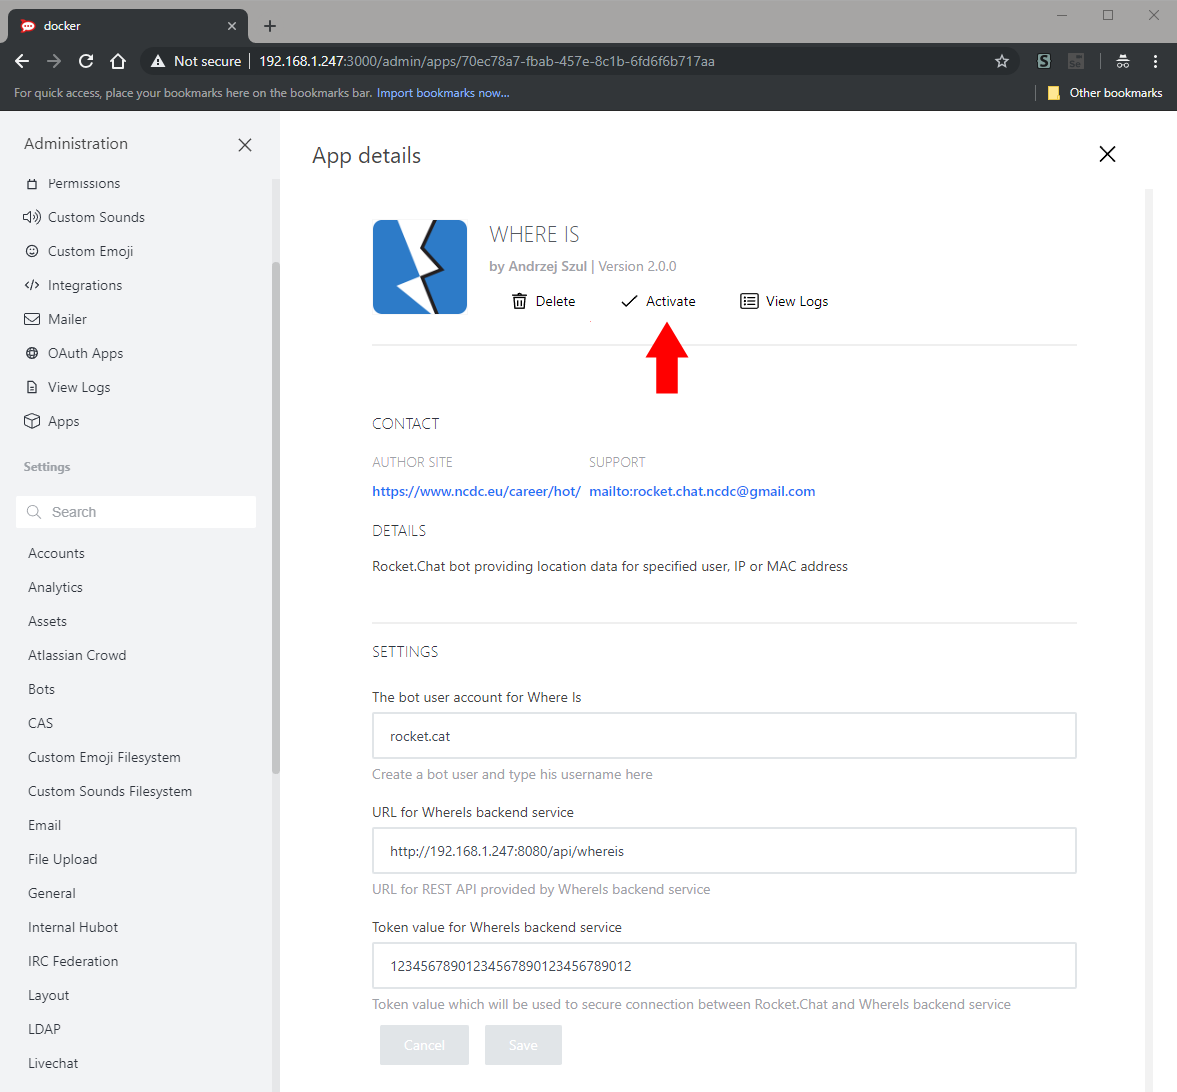 docker
Not secure 192.168.1.247:3000/admin/apps/70ec78a7-fbab-457e-8c1b-6fd6f6b717aa
For quick access, place your bookmarks here on the bookmarks bar. Import bookmarks now...
Other bookmarks
Administration
Permissions
Custom Sounds
Custom Emoji
Integrations
Mailer
OAuth Apps
View Logs
Apps
Settings
Search
Accounts
Analytics
Assets
Atlassian Crowd
Bots
CAS
Custom Emoji Filesystem
Custom Sounds Filesystem
Email
File Upload
General
Internal Hubot
IRC Federation
Layout
LDAP
Livechat
App details
WHERE IS
by Andrzej Szul | Version 2.0.0
Delete Activate View Logs
CONTACT
AUTHOR SITE SUPPORT
https://www.ncdc.eu/career/hot/ mailto:rocket.chat.ncdc@gmail.com
DETAILS
Rocket.Chat bot providing location data for specified user, IP or MAC address
SETTINGS
The bot user account for Where Is
rocket.cat
Create a bot user and type his username here
URL for WhereIs backend service
http://192.168.1.247:8080/api/whereis
URL for REST API provided by WhereIs backend service
Token value for WhereIs backend service
12345678901234567890123456789012
Token value which will be used to secure connection between Rocket.Chat and WhereIs backend service
Cancel Save